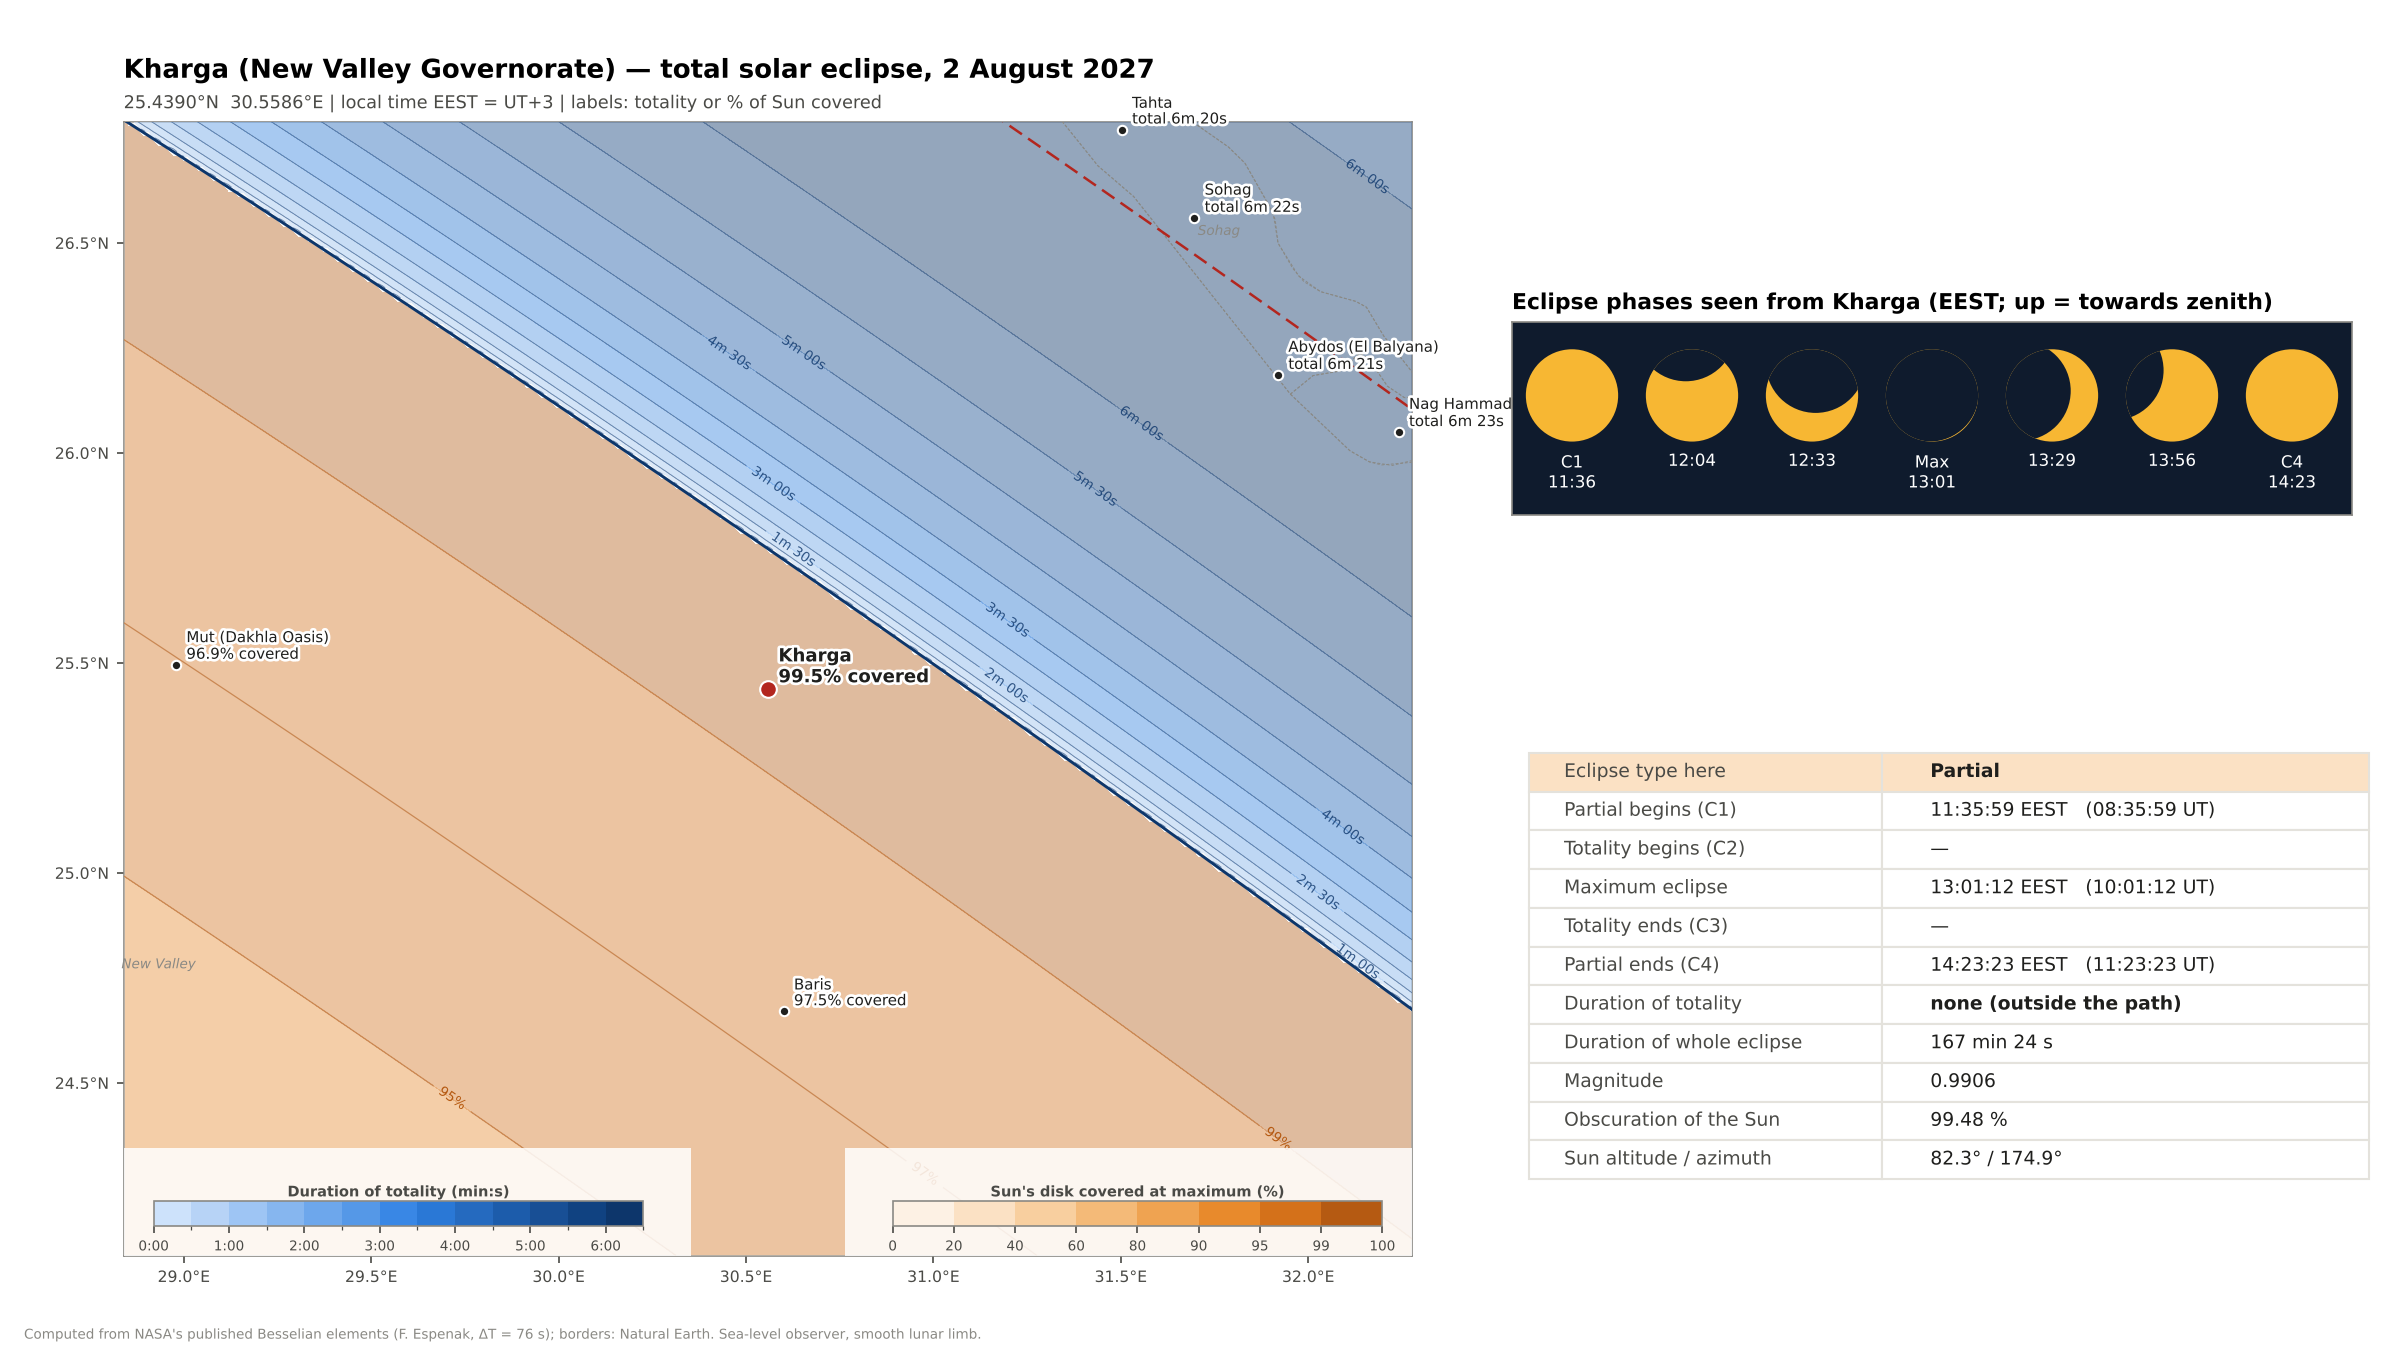 Kharga (New Valley Governorate) — total solar eclipse, 2 August 2027
25.4390°N  30.5586°E | local time EEST = UT+3 | labels: totality or % of Sun covered
Tahta
total 6m 20s
6m 00s
Sohag
total 6m 22s
Sohag
26.5°N
4m 30s
5m 00s
Abydos (El Balyana)
total 6m 21s
6m 00s
Nag Hammad
total 6m 23s
26.0°N
3m 00s
5m 30s
1m 30s
3m 30s
25.5°N
Mut (Dakhla Oasis)
96.9% covered
Kharga
99.5% covered
2m 00s
4m 00s
25.0°N
2m 30s
1m 00s
New Valley
Baris
97.5% covered
24.5°N
95%
99%
97%
Duration of totality (min:s)
0:00 1:00 2:00 3:00 4:00 5:00 6:00
Sun's disk covered at maximum (%)
0 20 40 60 80 90 95 99 100
29.0°E 29.5°E 30.0°E 30.5°E 31.0°E 31.5°E 32.0°E
Eclipse phases seen from Kharga (EEST; up = towards zenith)
C1
11:36
12:04
12:33
Max
13:01
13:29
13:56
C4
14:23
Eclipse type here Partial
Partial begins (C1) 11:35:59 EEST (08:35:59 UT)
Totality begins (C2) —
Maximum eclipse 13:01:12 EEST (10:01:12 UT)
Totality ends (C3) —
Partial ends (C4) 14:23:23 EEST (11:23:23 UT)
Duration of totality none (outside the path)
Duration of whole eclipse 167 min 24 s
Magnitude 0.9906
Obscuration of the Sun 99.48 %
Sun altitude / azimuth 82.3° / 174.9°
Computed from NASA's published Besselian elements (F. Espenak, ΔT = 76 s); borders: Natural Earth. Sea-level observer, smooth lunar limb.